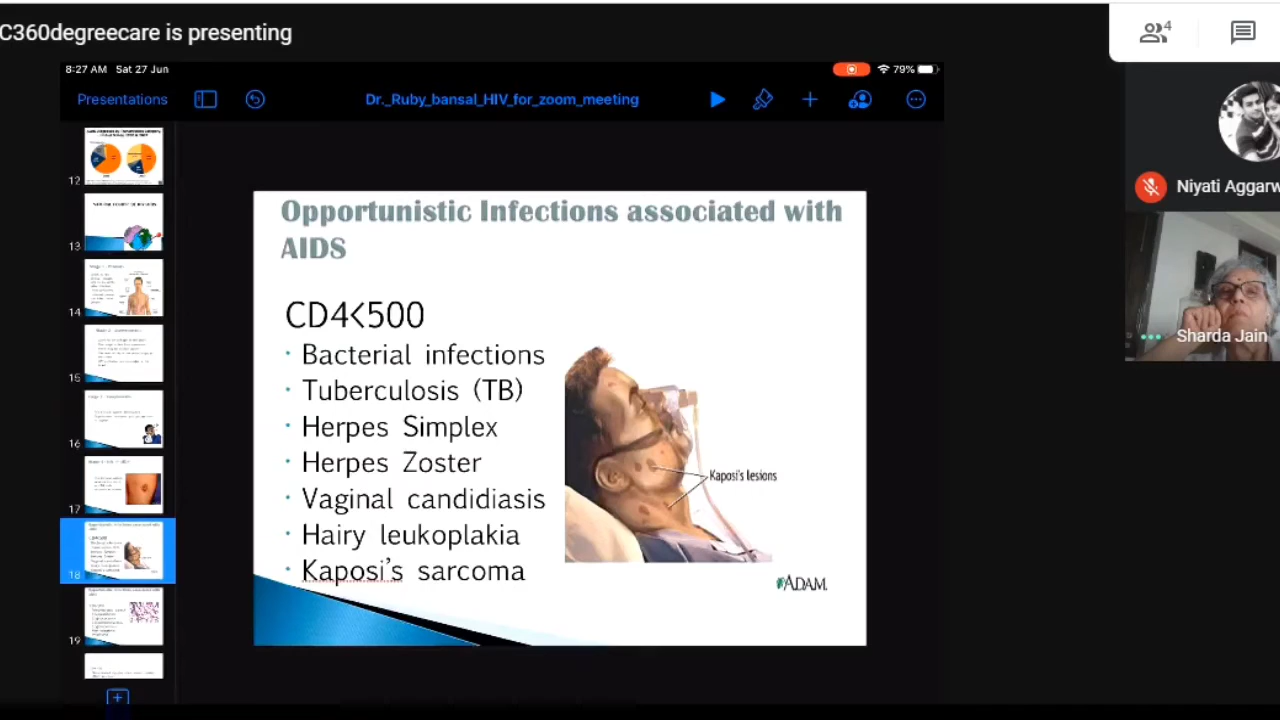 C360degreecare is presenting
4
8:27 AM Sat 27 Jun
79%
Presentations
Dr._Ruby_bansal_HIV_for_zoom_meeting
12
13
14
15
16
17
18
19
Opportunistic Infections associated with
AIDS
CD4<500
· Bacterial infections
· Tuberculosis (TB)
· Herpes Simplex
· Herpes Zoster
· Vaginal candidiasis
· Hairy leukoplakia
· Kaposi's sarcoma
Kaposi's lesions
ADAM.
Niyati Aggarw
Sharda Jain